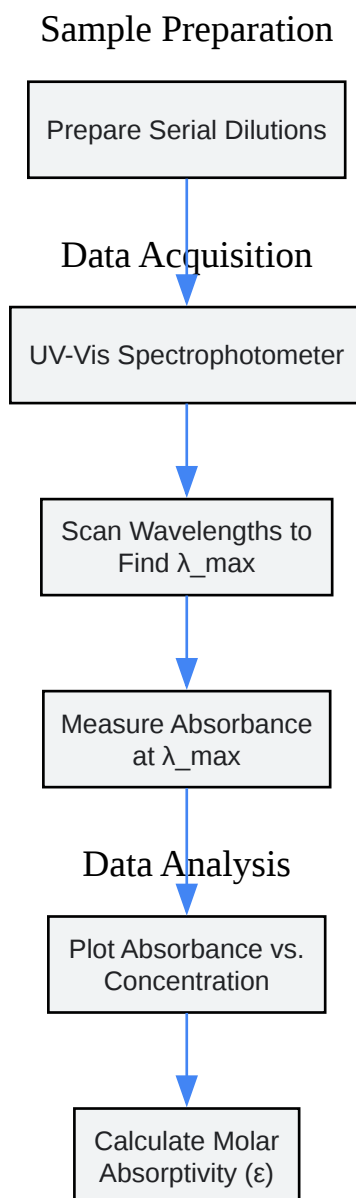 Sample Preparation
Prepare Serial Dilutions
Data Acquisition
UV-Vis Spectrophotometer
Scan Wavelengths to
Find λ_max
Measure Absorbance
at λ_max
Data Analysis
Plot Absorbance vs.
Concentration
Calculate Molar
Absorptivity (ε)